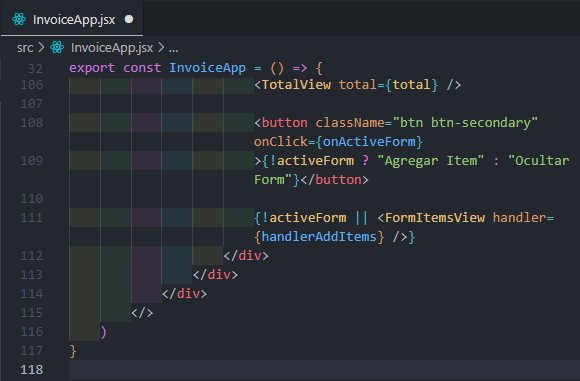 InvoiceApp.jsx
src > InvoiceApp.jsx > ...
32 export const InvoiceApp = () => {
106 <TotalView total={total} />
107
108 <button className="btn btn-secondary"
onClick={onActiveForm}
109 >{!activeForm ? "Agregar Item" : "Ocultar
Form"}</button>
110
111 {!activeForm || <FormItemsView handler=
{handlerAddItems} />}
112 </div>
113 </div>
114 </div>
115 </>
116 )
117 }
118